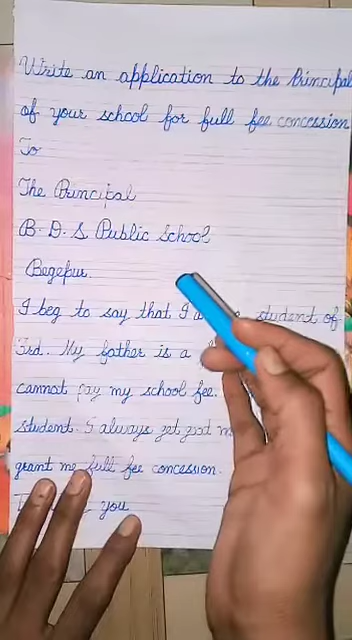 Write an application to the Principal
of your school for full fee concession
To
The Principal
B.D.S Public School
Begepur.
I beg to say that I student of
3rd. My father is a
cannot pay my school fee.
student. I always get
grant me full fee concession.
you